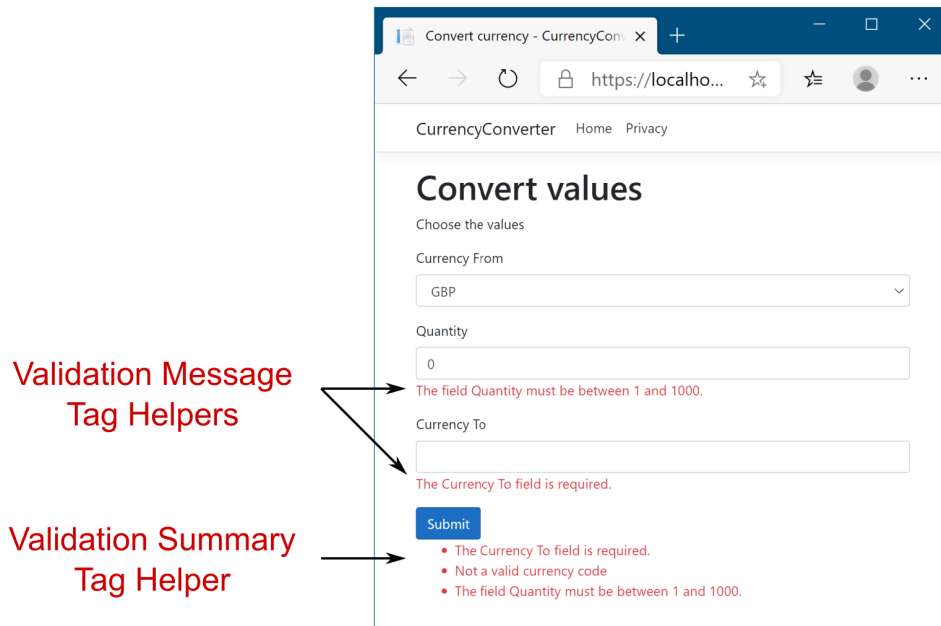 Convert currency - CurrencyCon
https://localho...
CurrencyConverter Home Privacy
Convert values
Choose the values
Currency From
GBP
Quantity
0
The field Quantity must be between 1 and 1000.
Currency To
The Currency To field is required.
Submit
• The Currency To field is required.
• Not a valid currency code
• The field Quantity must be between 1 and 1000.
Validation Message
Tag Helpers
Validation Summary
Tag Helper